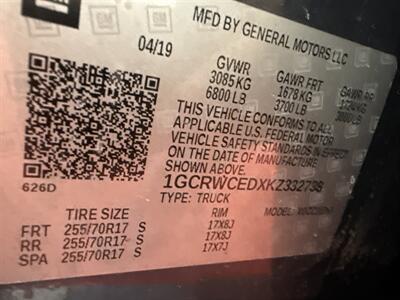 GM
MFD BY GENERAL MOTORS LLC
04/19
GVWR GAWR FRT GAWR RR
3085 KG 1678 KG
6800 LB 3700 LB
THIS VEHICLE CONFORMS TO ALL
APPLICABLE U.S. FEDERAL MOTOR
VEHICLE SAFETY STANDARDS IN EFFECT
ON THE DATE OF MANUFACTURE
SHOWN ABOVE.
1GCRWCEDXKZ332738
TYPE: TRUCK
626D
TIRE SIZE RIM
FRT 255/70R17 S 17X8J
RR 255/70R17 S 17X8J
SPA 255/70R17 S 17X7J